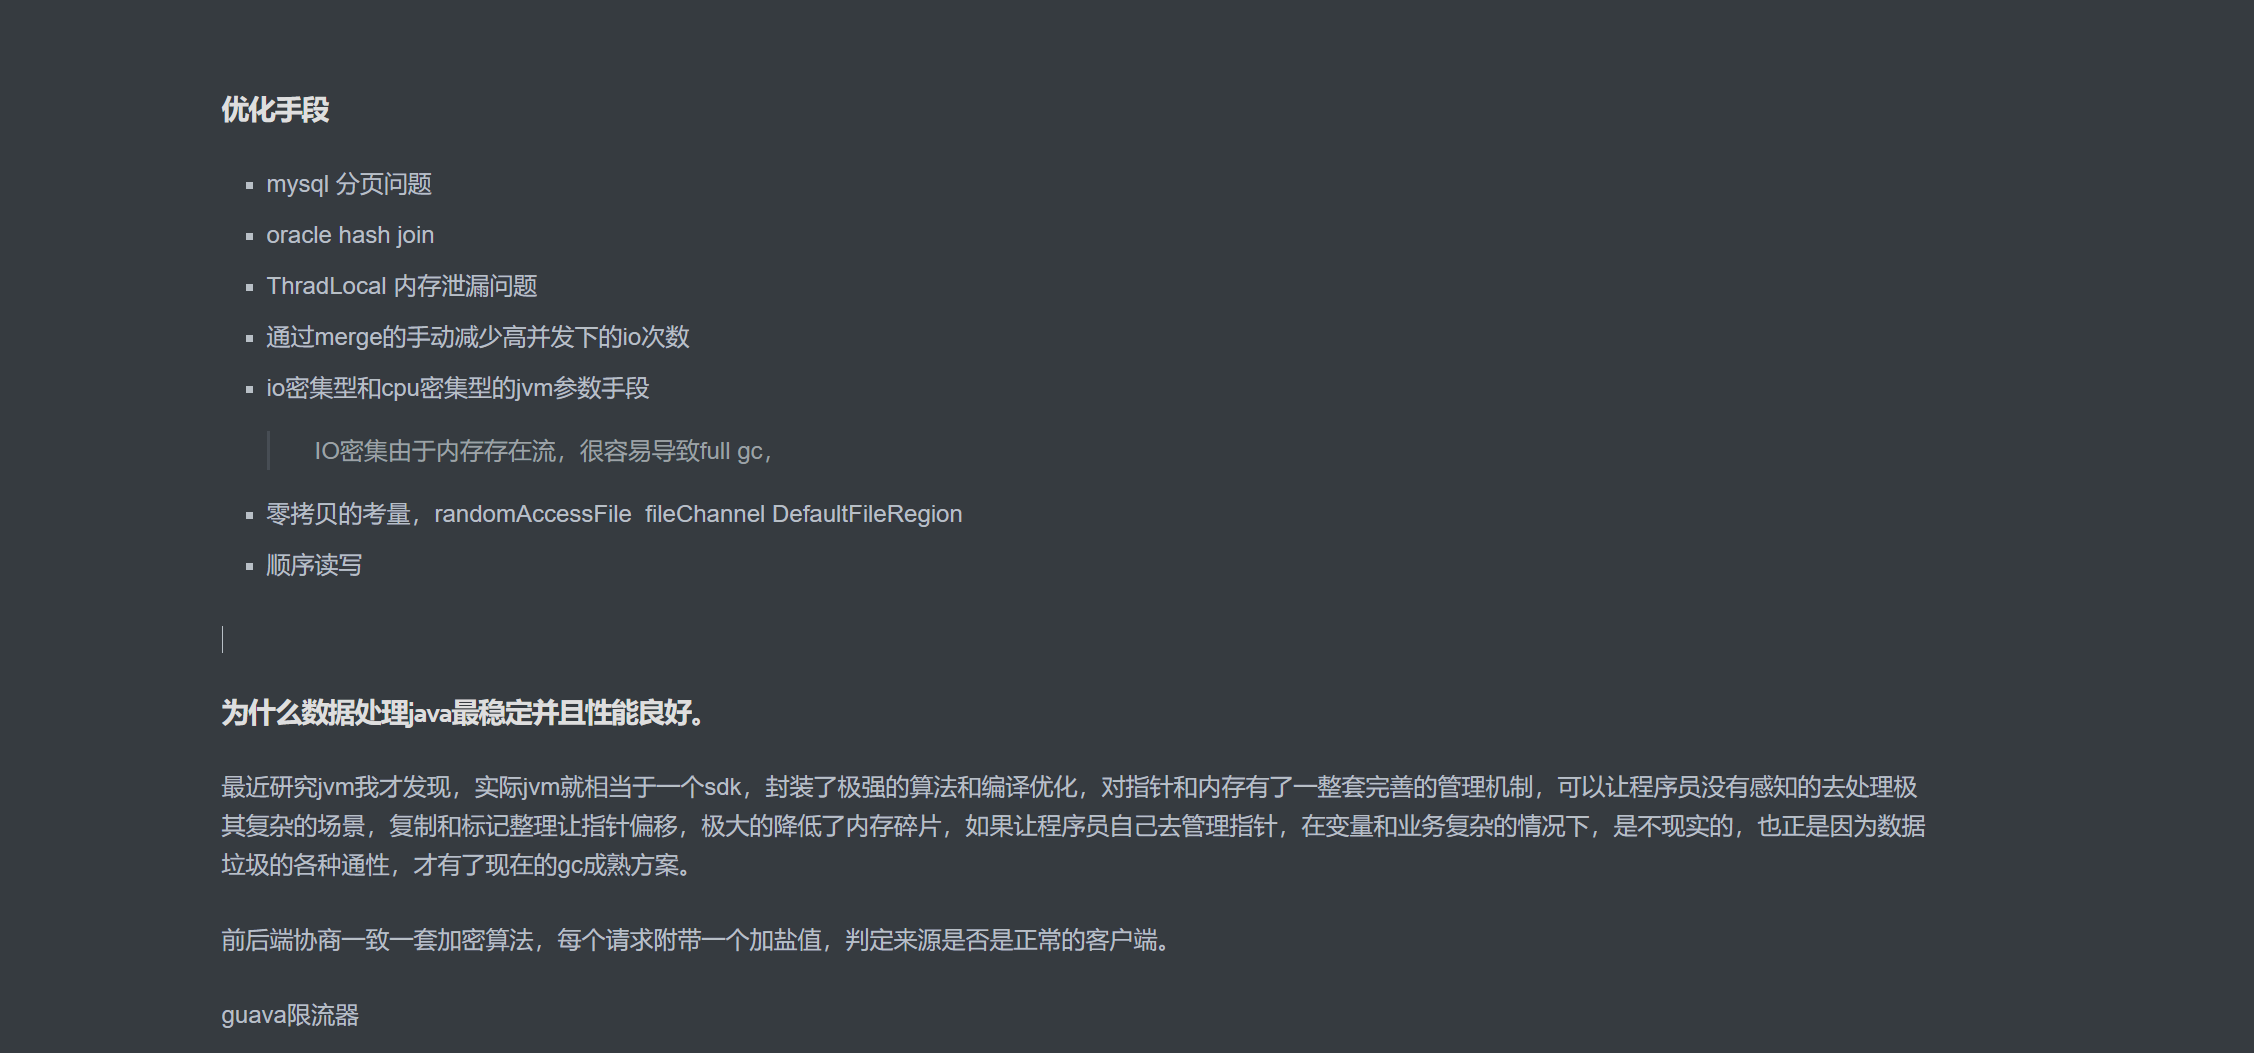 优化手段
mysql 分页问题
oracle hash join
ThradLocal 内存泄漏问题
通过merge的手动减少高并发下的io次数
io密集型和cpu密集型的jvm参数手段
IO密集由于内存存在流，很容易导致full gc，
零拷贝的考量，randomAccessFile  fileChannel DefaultFileRegion
顺序读写
为什么数据处理java最稳定并且性能良好。
最近研究jvm我才发现，实际jvm就相当于一个sdk，封装了极强的算法和编译优化，对指针和内存有了一整套完善的管理机制，可以让程序员没有感知的去处理极
其复杂的场景，复制和标记整理让指针偏移，极大的降低了内存碎片，如果让程序员自己去管理指针，在变量和业务复杂的情况下，是不现实的，也正是因为数据
垃圾的各种通性，才有了现在的gc成熟方案。
前后端协商一致一套加密算法，每个请求附带一个加盐值，判定来源是否是正常的客户端。
guava限流器